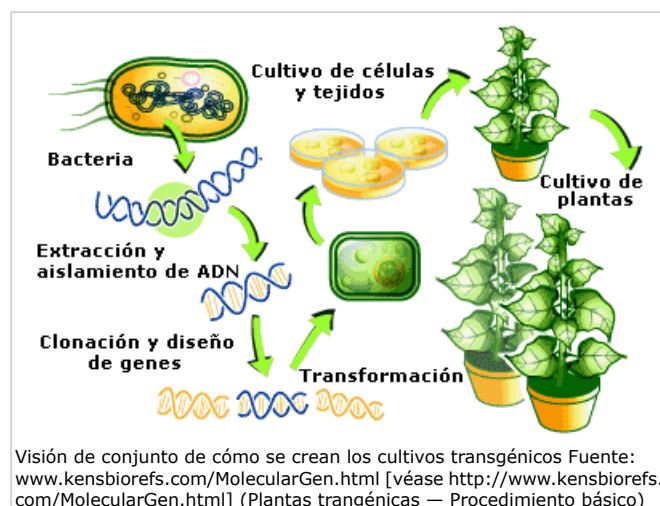 Cultivo de células
y tejidos
Bacteria
Cultivo de
plantas
Extracción y
aislamiento de ADN
Clonación y diseño
de genes
Transformación
Visión de conjunto de cómo se crean los cultivos transgénicos Fuente:
www.kensbiorefs.com/MolecularGen.html [véase http://www.kensbiorefs.
com/MolecularGen.html] (Plantas trangénicas — Procedimiento básico)